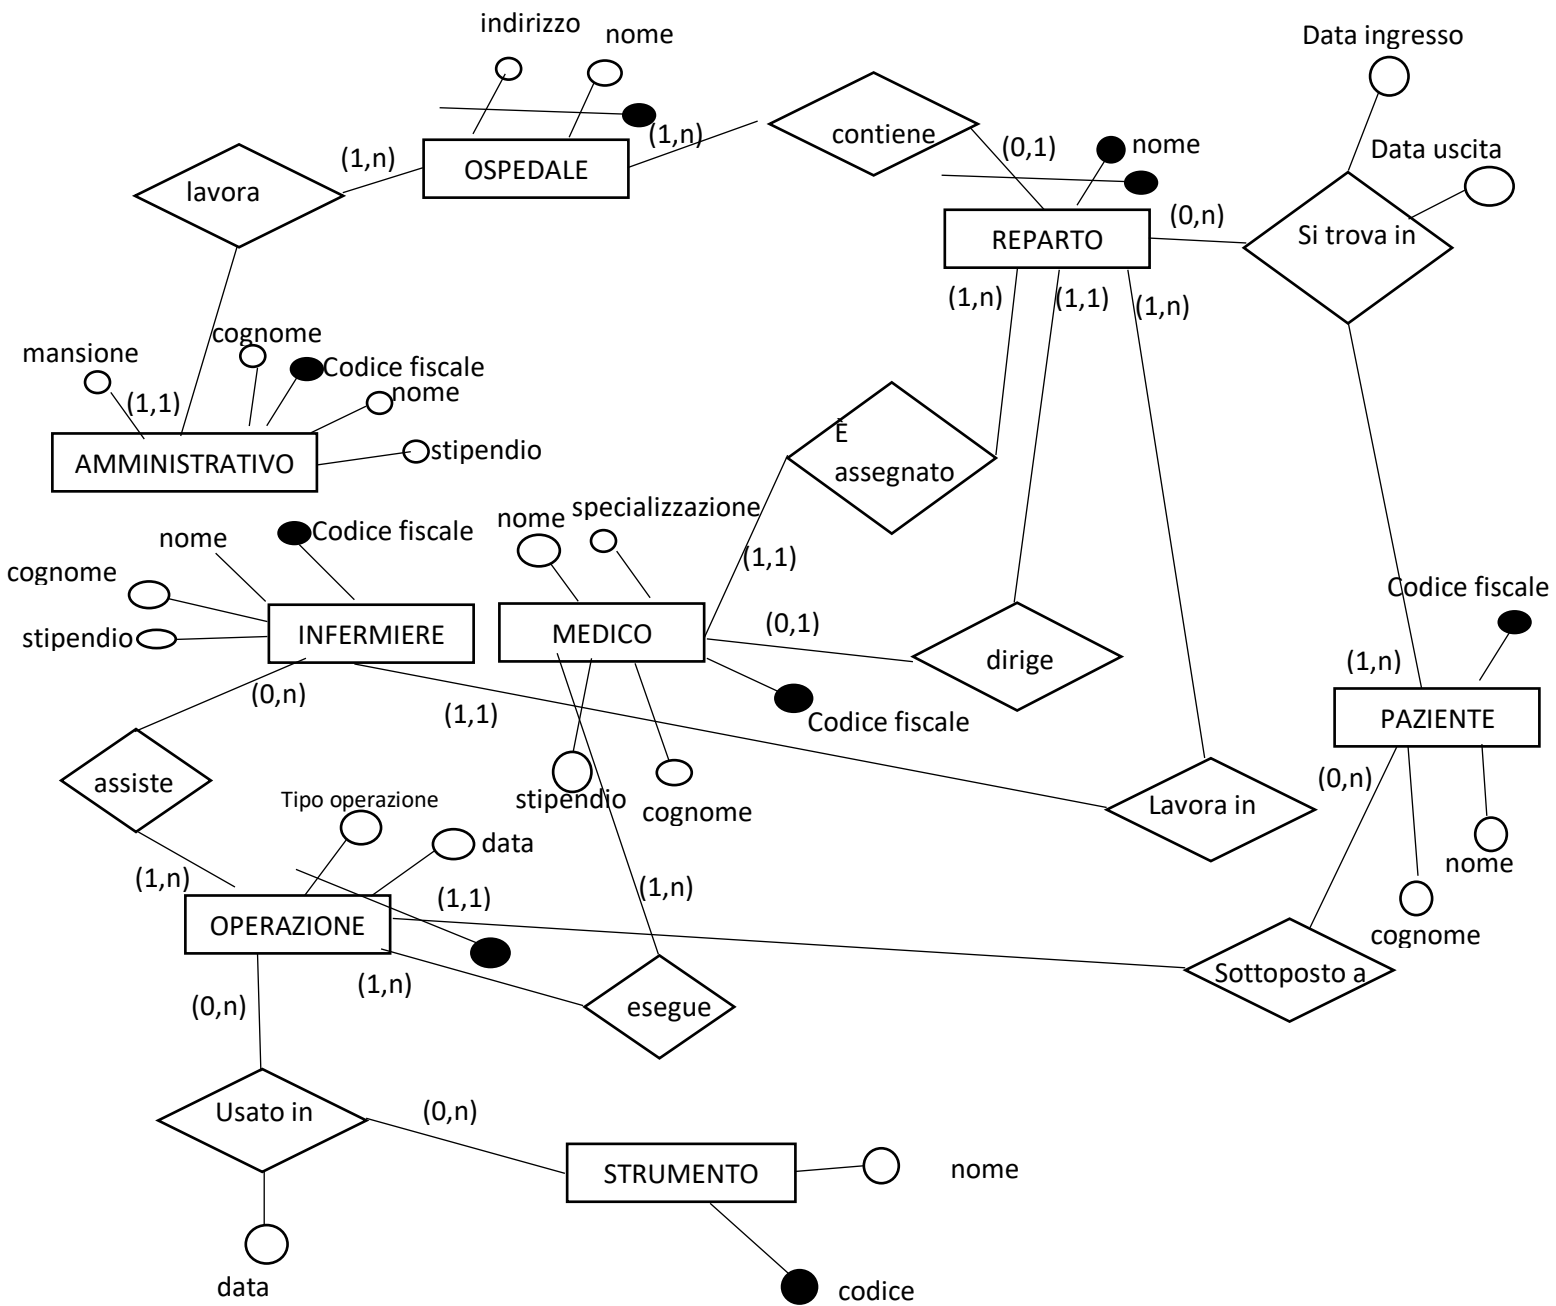 indirizzo
nome
Data ingresso
contiene
(1,n)
(0,1)
nome
Data uscita
(1,n)
OSPEDALE
lavora
(0,n)
REPARTO
Si trova in
(1,n)
(1,1)
(1,n)
cognome
mansione
Codice fiscale
nome
(1,1)
stipendio
AMMINISTRATIVO
È
assegnato
specializzazione
nome
Codice fiscale
nome
(1,1)
cognome
Codice fiscale
stipendio
INFERMIERE
MEDICO
(0,1)
dirige
(1,n)
(0,n)
(1,1)
Codice fiscale
PAZIENTE
assiste
(0,n)
Tipo operazione
stipendio
cognome
Lavora in
data
nome
(1,n)
(1,1)
(1,n)
OPERAZIONE
cognome
(1,n)
Sottoposto a
(0,n)
esegue
Usato in
(0,n)
STRUMENTO
nome
data
codice